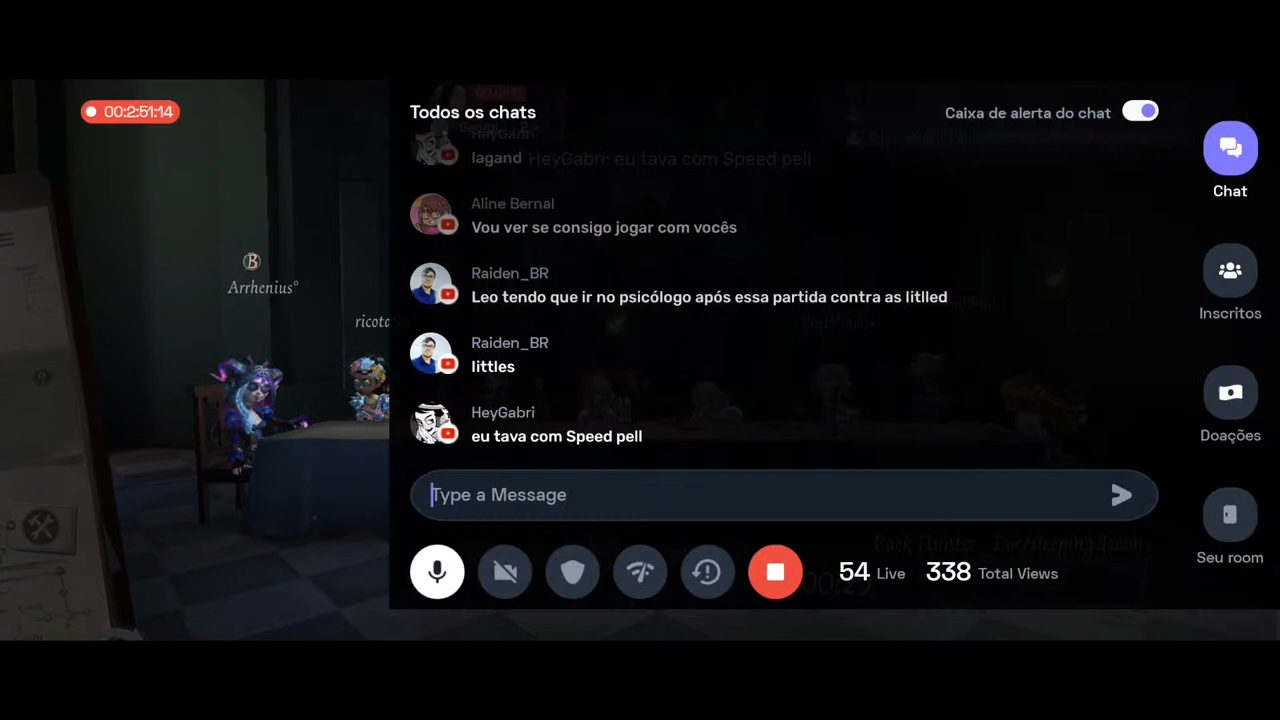 00:2:51:14
Todos os chats
Caixa de alerta do chat
HeyGabri
lagand
HeyGabri: eu tava com Speed pell
Chat
Aline Bernal
Vou ver se consigo jogar com vocês
Raiden_BR
Leo tendo que ir no psicólogo após essa partida contra as litlled
Inscritos
Arrhenius°
ricota
Raiden_BR
littles
HeyGabri
eu tava com Speed pell
Doações
Type a Message
Seu room
54 Live 338 Total Views